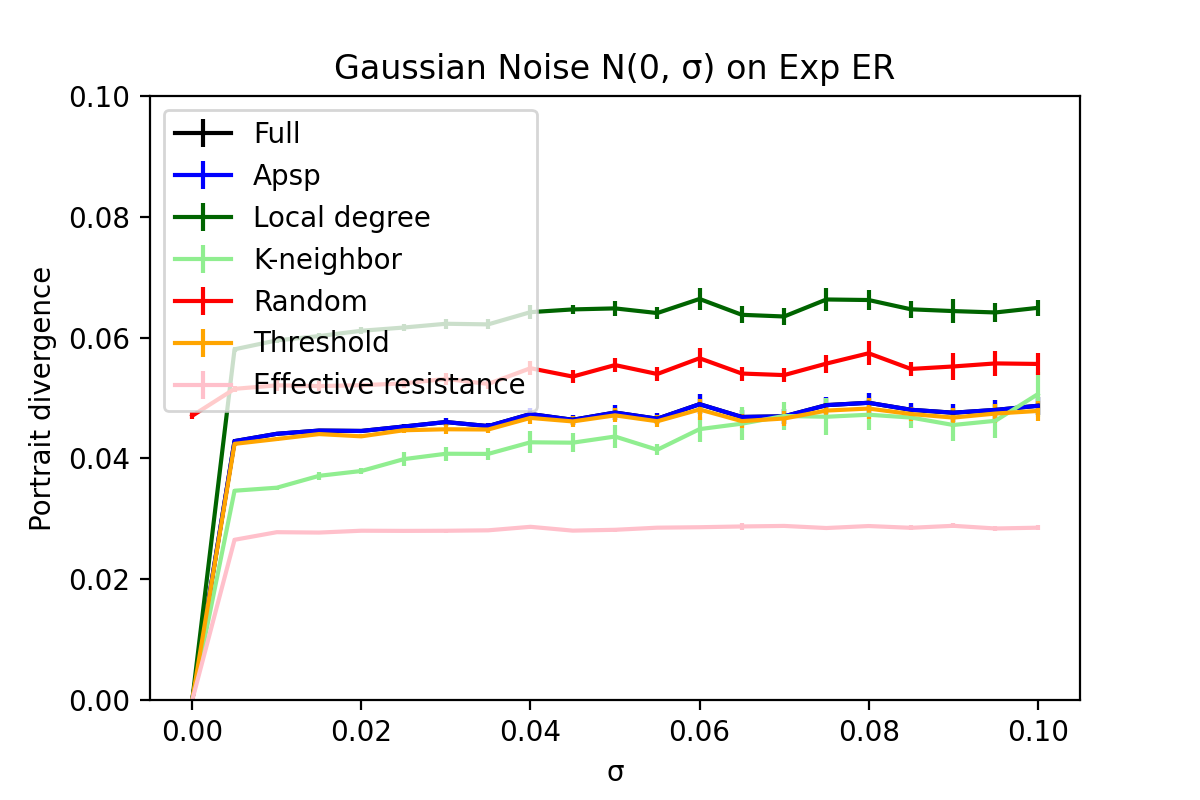 Gaussian Noise N(0, σ) on Exp ER
Portrait divergence
0.10
0.08
0.06
0.04
0.02
0.00
Full
Apsp
Local degree
K-neighbor
Random
Threshold
Effective resistance
0.00 0.02 0.04 0.06 0.08 0.10
σ